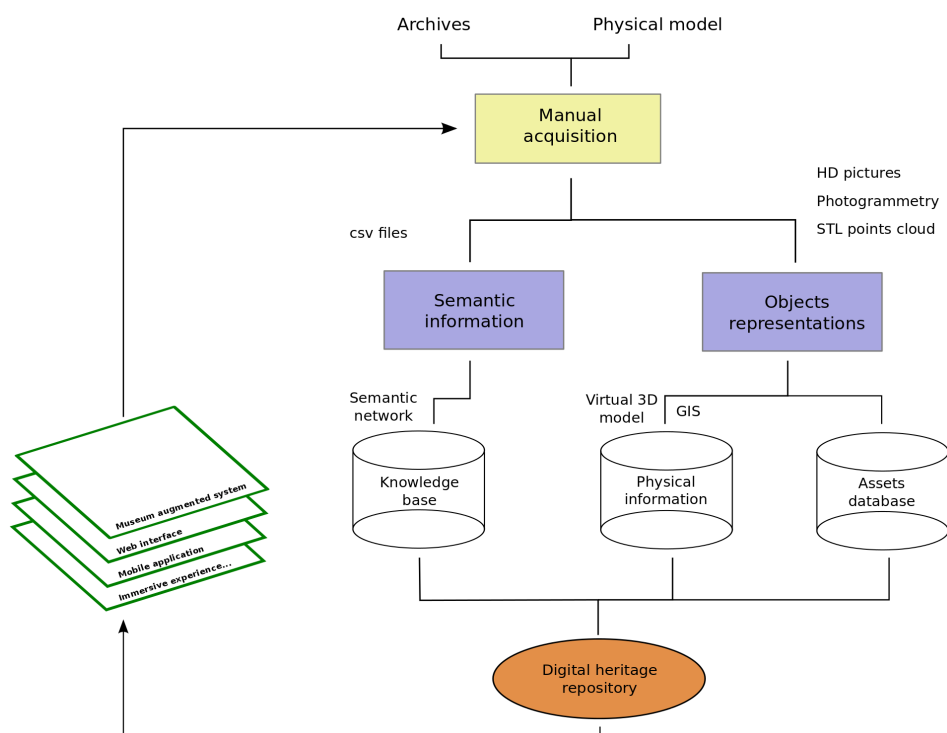 Archives
Physical model
Manual
acquisition
HD pictures
Photogrammetry
STL points cloud
csv files
Semantic
information
Objects
representations
Semantic
network
Virtual 3D
model
GIS
Knowledge
base
Physical
information
Assets
database
Museum augmented system
Web interface
Mobile application
Immersive experience...
Digital heritage
repository